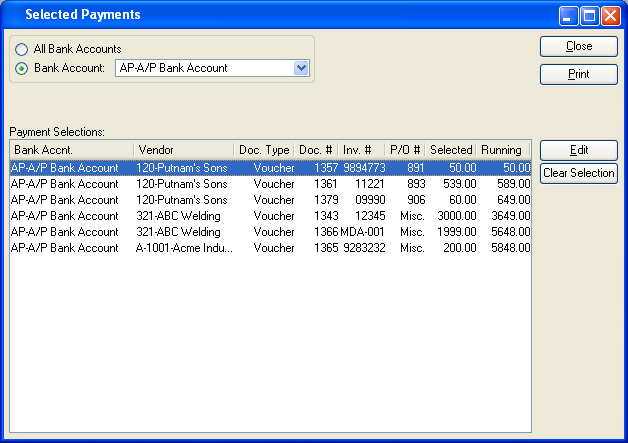 Selected Payments
All Bank Accounts
Bank Account: AP-A/P Bank Account
Close
Print
Payment Selections:
Bank Accnt. Vendor Doc. Type Doc. # Inv. # P/O # Selected Running
AP-A/P Bank Account 120-Putnam's Sons Voucher 1357 9894773 891 50.00 50.00
AP-A/P Bank Account 120-Putnam's Sons Voucher 1361 11221 893 539.00 589.00
AP-A/P Bank Account 120-Putnam's Sons Voucher 1379 09990 906 60.00 649.00
AP-A/P Bank Account 321-ABC Welding Voucher 1343 12345 Misc. 3000.00 3649.00
AP-A/P Bank Account 321-ABC Welding Voucher 1366 MDA-001 Misc. 1999.00 5648.00
AP-A/P Bank Account A-1001-Acme Indu... Voucher 1365 9283232 Misc. 200.00 5848.00
Edit
Clear Selection